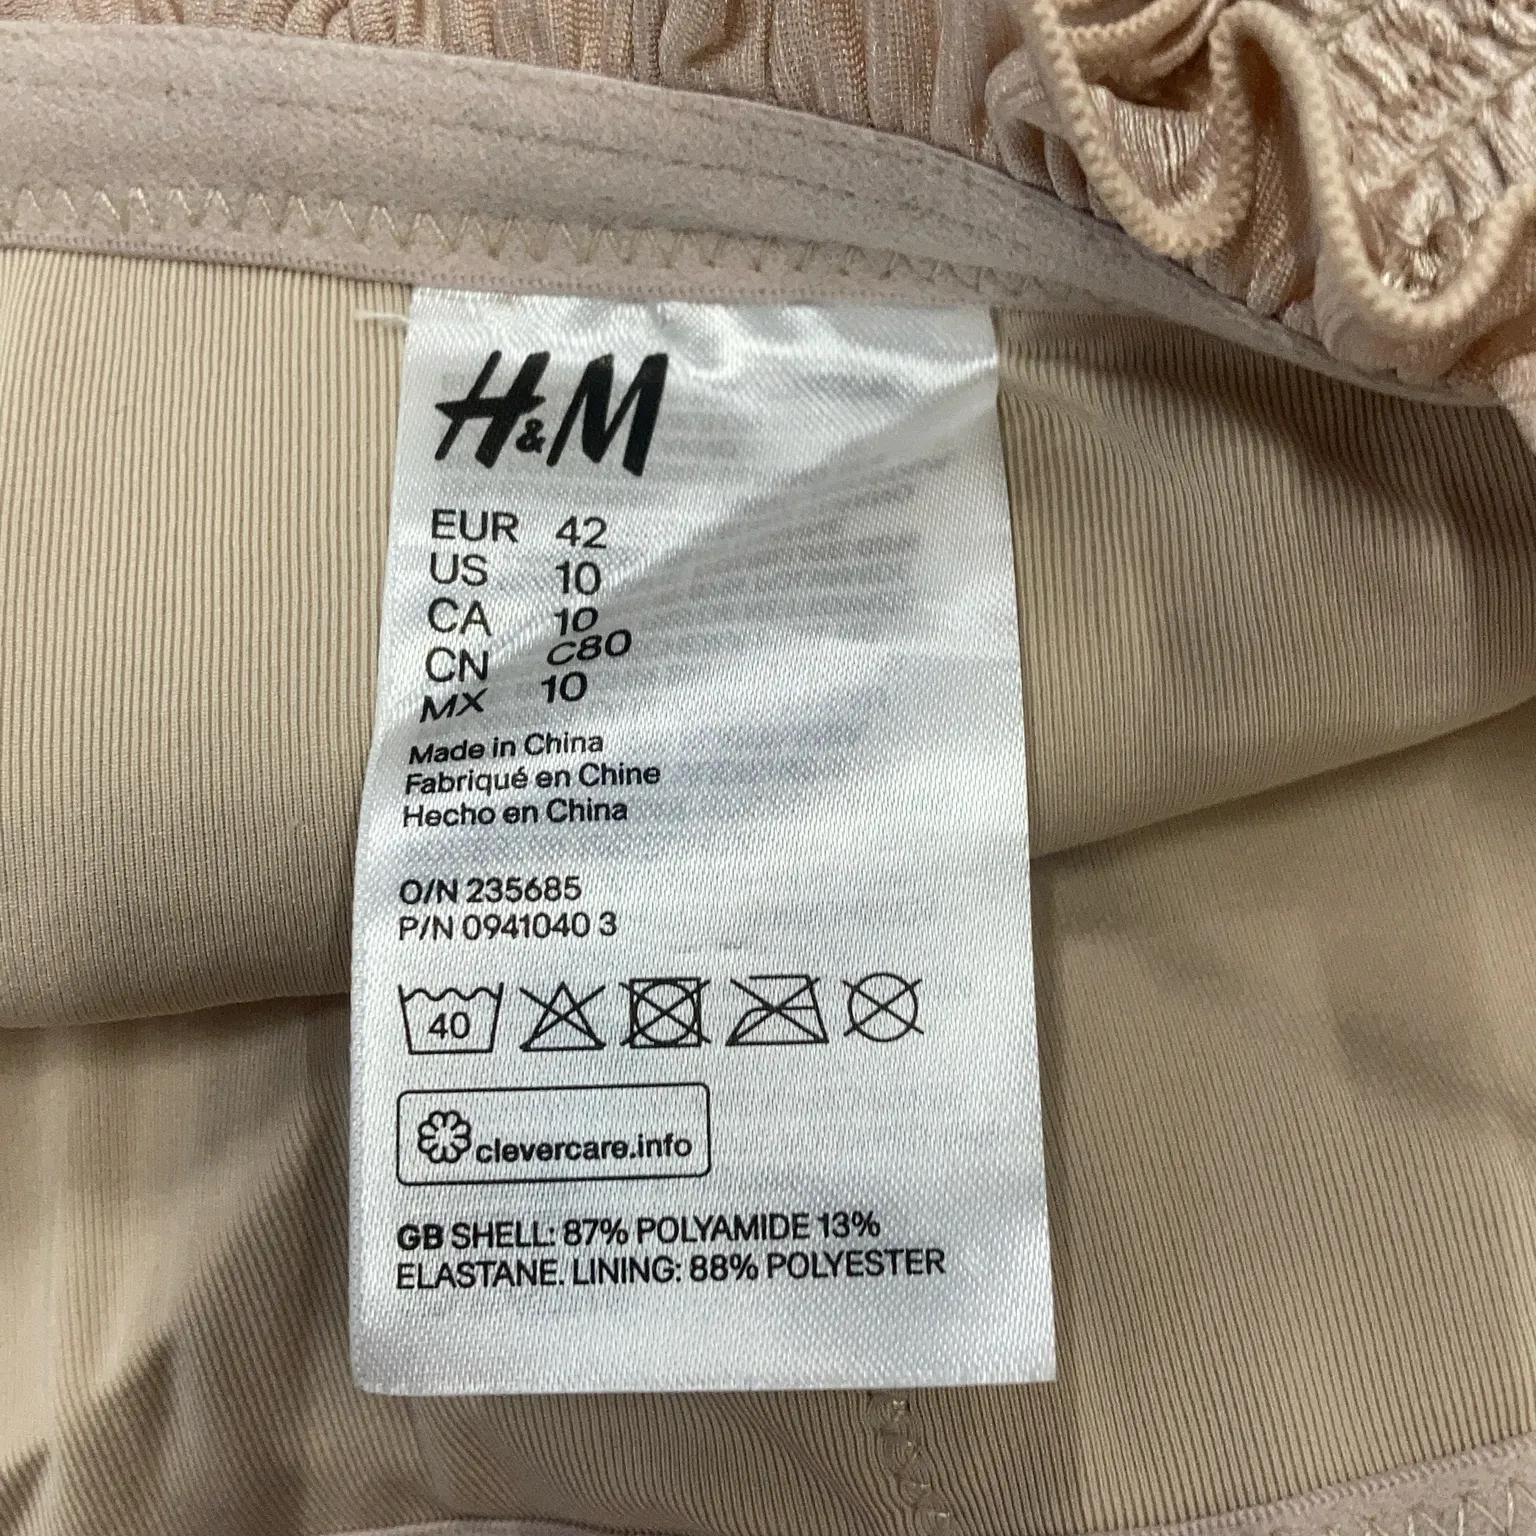 H&M
EUR 42
US 10
CA 10
CN C80
MX 10
Made in China
Fabriqué en Chine
Hecho en China
O/N 235685
P/N 0941040 3
40
clevercare.info
GB SHELL: 87% POLYAMIDE 13%
ELASTANE. LINING: 88% POLYESTER